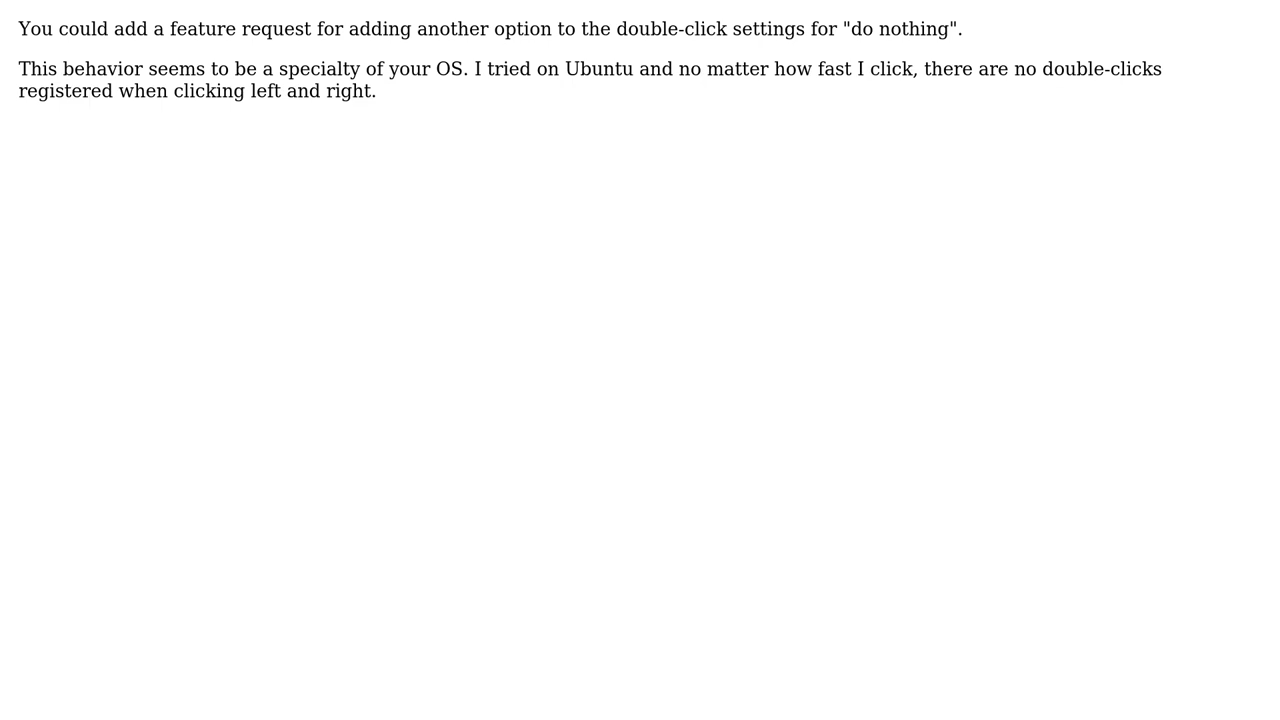 You could add a feature request for adding another option to the double-click settings for "do nothing".
This behavior seems to be a specialty of your OS. I tried on Ubuntu and no matter how fast I click, there are no double-clicks
registered when clicking left and right.